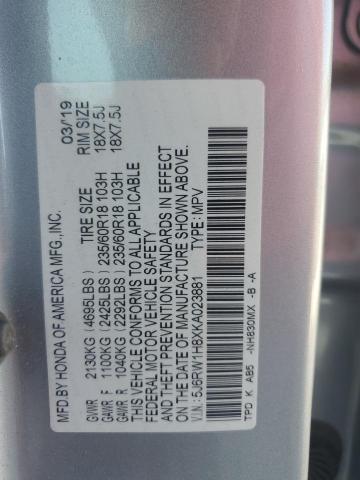 MFD.BY HONDA OF AMERICA MFG.,INC. 03/19
TIRE SIZE RIM SIZE
GVWR 2130KG (4695LBS)
GAWR F 1100KG (2425LBS) 235/60R18 103H 18X7.5J
GAWR R 1040KG (2292LBS) 235/60R18 103H 18X7.5J
THIS VEHICLE CONFORMS TO ALL APPLICABLE
FEDERAL MOTOR VEHICLE SAFETY
AND THEFT PREVENTION STANDARDS IN EFFECT
ON THE DATE OF MANUFACTURE SHOWN ABOVE.
V.I.N.: 5J6RW1H8XKA023881 TYPE: MPV
TPD K AB5 -NH830MX -B -A